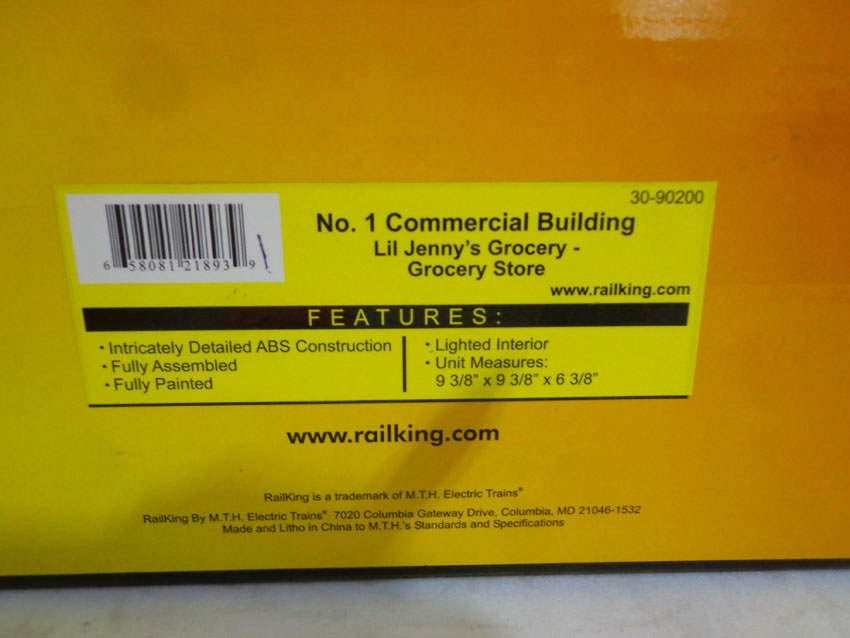 30-90200
No. 1 Commercial Building
Lil Jenny's Grocery -
Grocery Store
6 58081 21893 9
www.railking.com
FEATURES:
• Intricately Detailed ABS Construction
• Fully Assembled
• Fully Painted
• Lighted Interior
• Unit Measures:
9 3/8" x 9 3/8" x 6 3/8"
www.railking.com
RailKing is a trademark of M.T.H. Electric Trains®
RailKing By M.T.H. Electric Trains® 7020 Columbia Gateway Drive, Columbia, MD 21046-1532
Made and Litho in China to M.T.H.'s Standards and Specifications